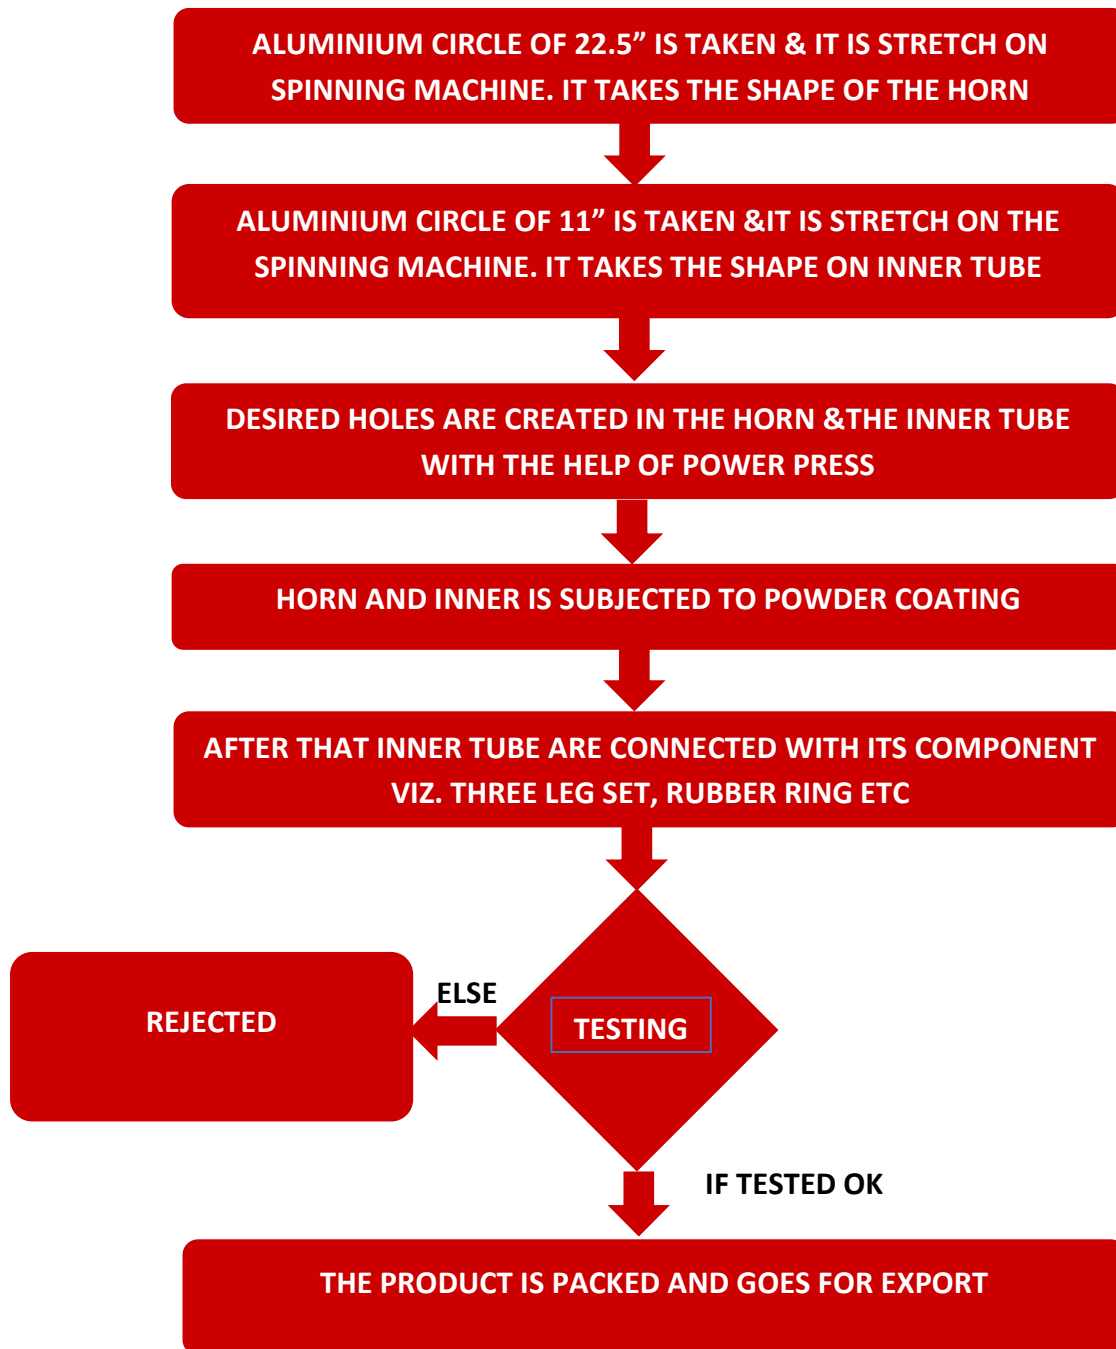 ALUMINIUM CIRCLE OF 22.5” IS TAKEN & IT IS STRETCH ON
SPINNING MACHINE. IT TAKES THE SHAPE OF THE HORN
ALUMINIUM CIRCLE OF 11” IS TAKEN &IT IS STRETCH ON THE
SPINNING MACHINE. IT TAKES THE SHAPE ON INNER TUBE
DESIRED HOLES ARE CREATED IN THE HORN &THE INNER TUBE
WITH THE HELP OF POWER PRESS
HORN AND INNER IS SUBJECTED TO POWDER COATING
AFTER THAT INNER TUBE ARE CONNECTED WITH ITS COMPONENT
VIZ. THREE LEG SET, RUBBER RING ETC
ELSE
REJECTED
TESTING
IF TESTED OK
THE PRODUCT IS PACKED AND GOES FOR EXPORT